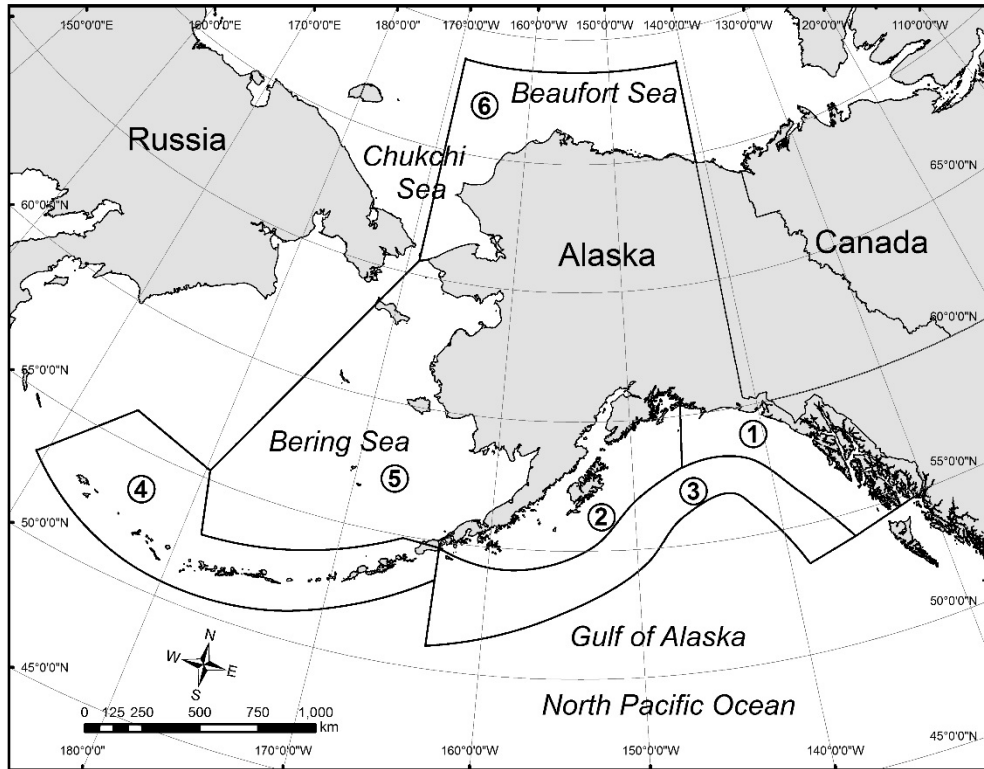 150°0'0"E
160°0'0"E
170°0'0"E
180°0'0"
170°0'0"W
160°0'0"W
150°0'0"W
140°0'0"W
130°0'0"W
120°0'0"W
110°0'0"W
Beaufort Sea
6
Russia
Chukchi
Sea
65°0'0"N
60°0'0"N
Alaska
Canada
60°0'0"N
55°0'0"N
Bering Sea
1
5
4
3
2
55°0'0"N
50°0'0"N
50°0'0"N
Gulf of Alaska
N
W
E
S
45°0'0"N
North Pacific Ocean
0 125 250 500 750 1,000
km
45°0'0"N
180°0'0"
170°0'0"W
160°0'0"W
150°0'0"W
140°0'0"W